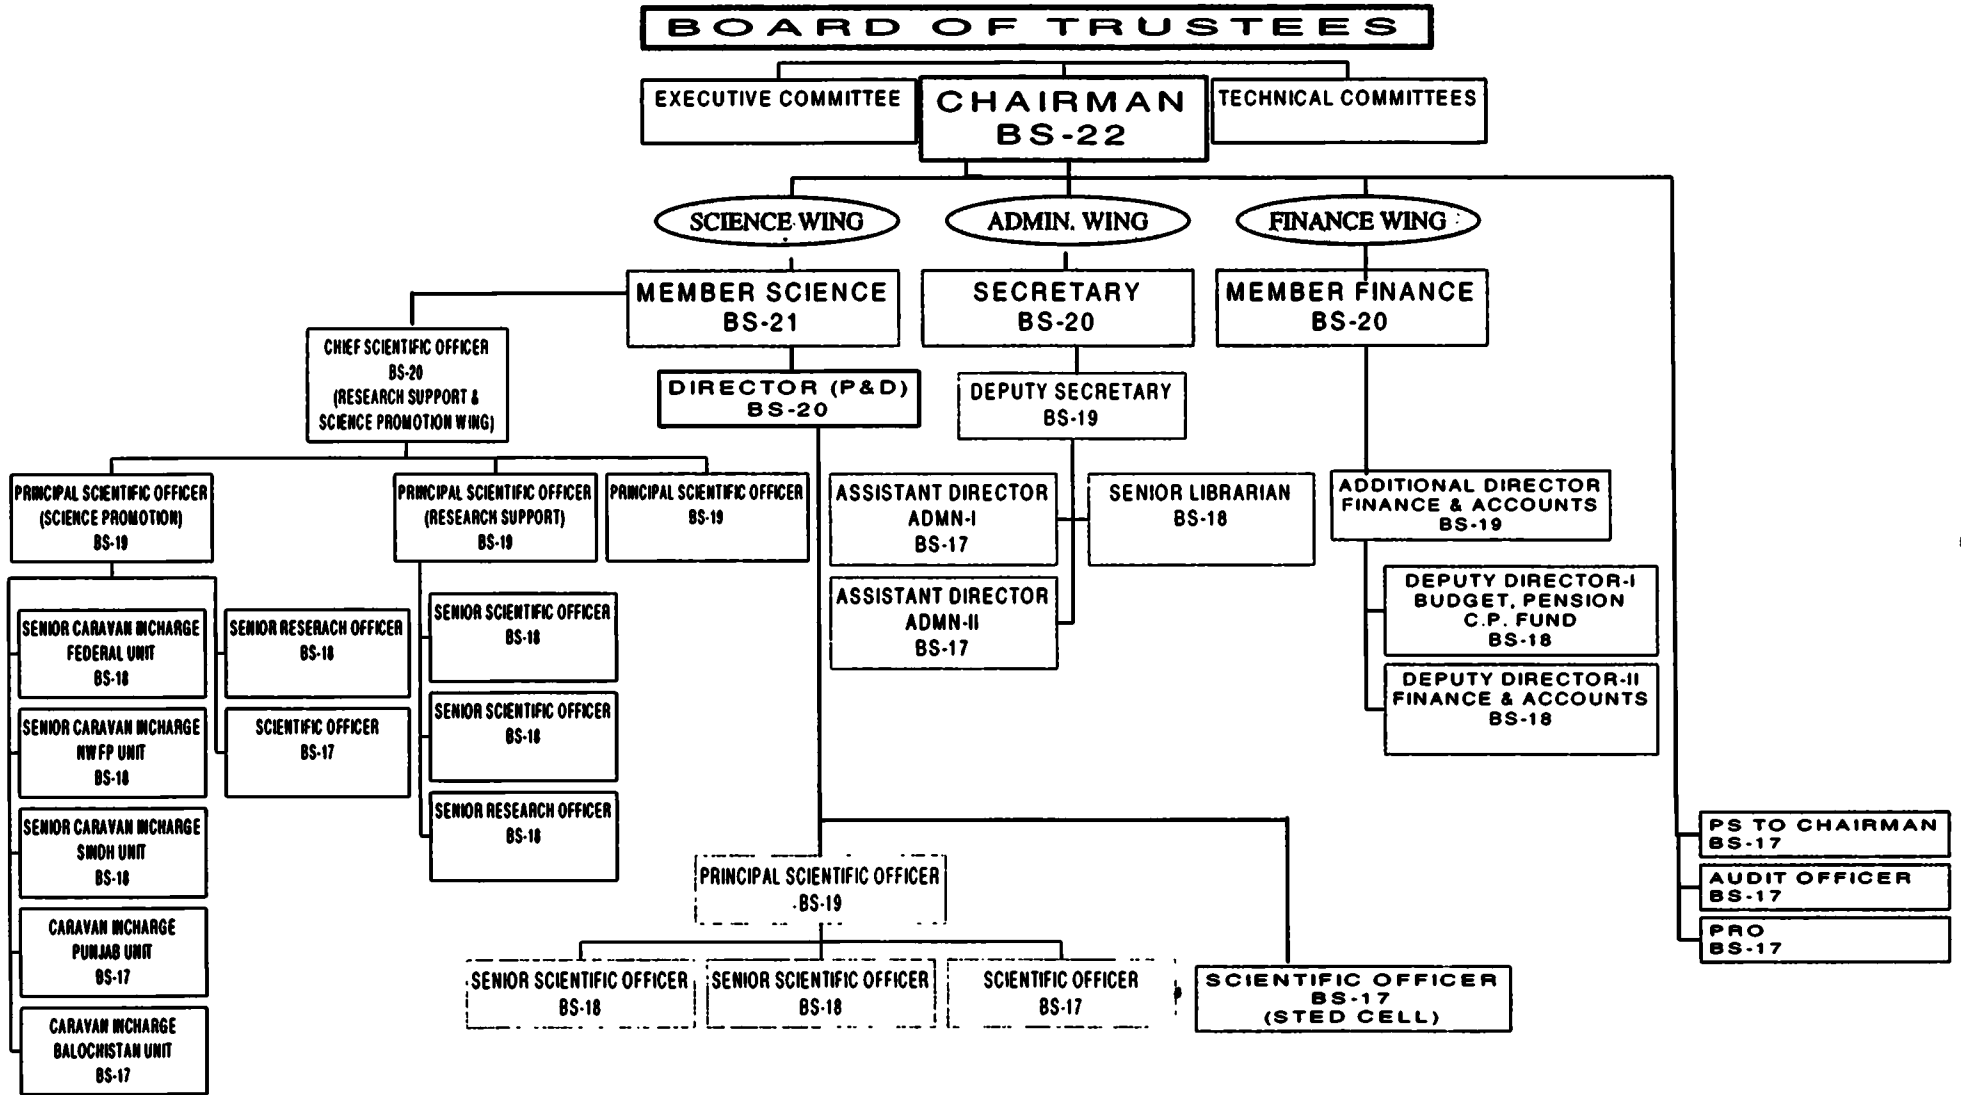 BOARD OF TRUSTEES
EXECUTIVE COMMITTEE
CHAIRMAN
BS-22
TECHNICAL COMMITTEES
SCIENCE WING
ADMIN. WING
FINANCE WING
MEMBER SCIENCE
BS-21
SECRETARY
BS-20
MEMBER FINANCE
BS-20
CHIEF SCIENTIFIC OFFICER
BS-20
(RESEARCH SUPPORT &
SCIENCE PROMOTION WING)
DIRECTOR (P&D)
BS-20
DEPUTY SECRETARY
BS-19
PRINCIPAL SCIENTIFIC OFFICER
(SCIENCE PROMOTION)
BS-19
PRINCIPAL SCIENTIFIC OFFICER
(RESEARCH SUPPORT)
BS-19
PRINCIPAL SCIENTIFIC OFFICER
BS-19
ASSISTANT DIRECTOR
ADMN-I
BS-17
SENIOR LIBRARIAN
BS-18
ADDITIONAL DIRECTOR
FINANCE & ACCOUNTS
BS-19
ASSISTANT DIRECTOR
ADMN-II
BS-17
DEPUTY DIRECTOR-I
BUDGET, PENSION
C.P. FUND
BS-18
DEPUTY DIRECTOR-II
FINANCE & ACCOUNTS
BS-18
SENIOR CARAVAN INCHARGE
FEDERAL UNIT
BS-18
SENIOR RESERACH OFFICER
BS-18
SENIOR SCIENTIFIC OFFICER
BS-18
SENIOR CARAVAN INCHARGE
NWFP UNIT
BS-18
SCIENTIFIC OFFICER
BS-17
SENIOR SCIENTIFIC OFFICER
BS-18
SENIOR CARAVAN INCHARGE
SINDH UNIT
BS-18
SENIOR RESEARCH OFFICER
BS-18
CARAVAN INCHARGE
PUNJAB UNIT
BS-17
CARAVAN INCHARGE
BALOCHISTAN UNIT
BS-17
PRINCIPAL SCIENTIFIC OFFICER
BS-19
SENIOR SCIENTIFIC OFFICER
BS-18
SENIOR SCIENTIFIC OFFICER
BS-18
SCIENTIFIC OFFICER
BS-17
SCIENTIFIC OFFICER
BS-17
(STED CELL)
PS TO CHAIRMAN
BS-17
AUDIT OFFICER
BS-17
PRO
BS-17